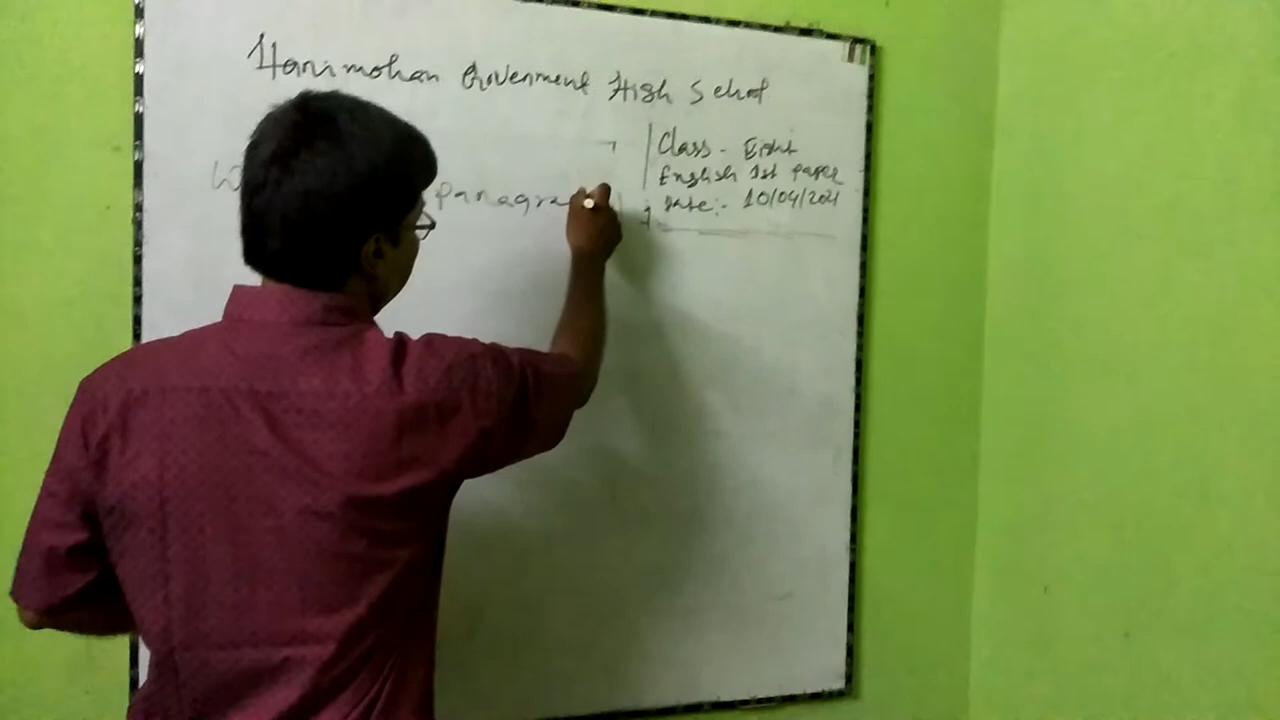 Harimohan Government High School
Class - Eight
English 1st Paper
Date:- 10/04/2021
W Paragra